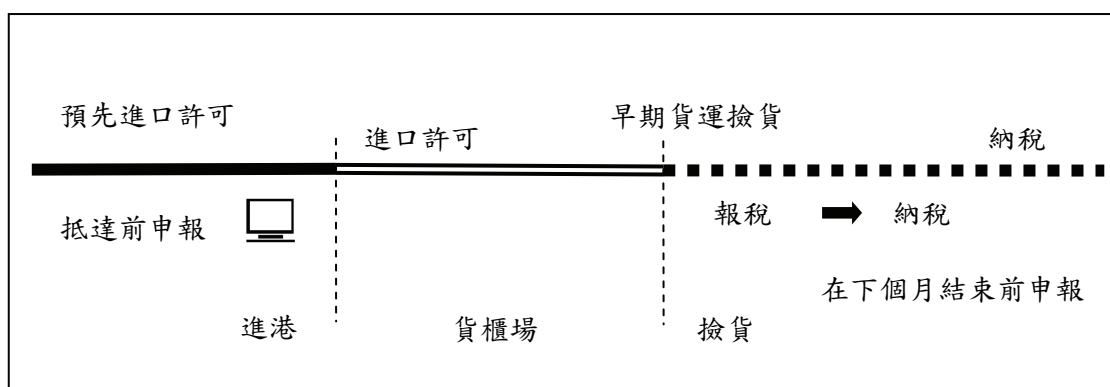 預先進口許可
進口許可
早期貨運撿貨
納稅
抵達前申報
報稅
納稅
在下個月結束前申報
進港
貨櫃場
撿貨